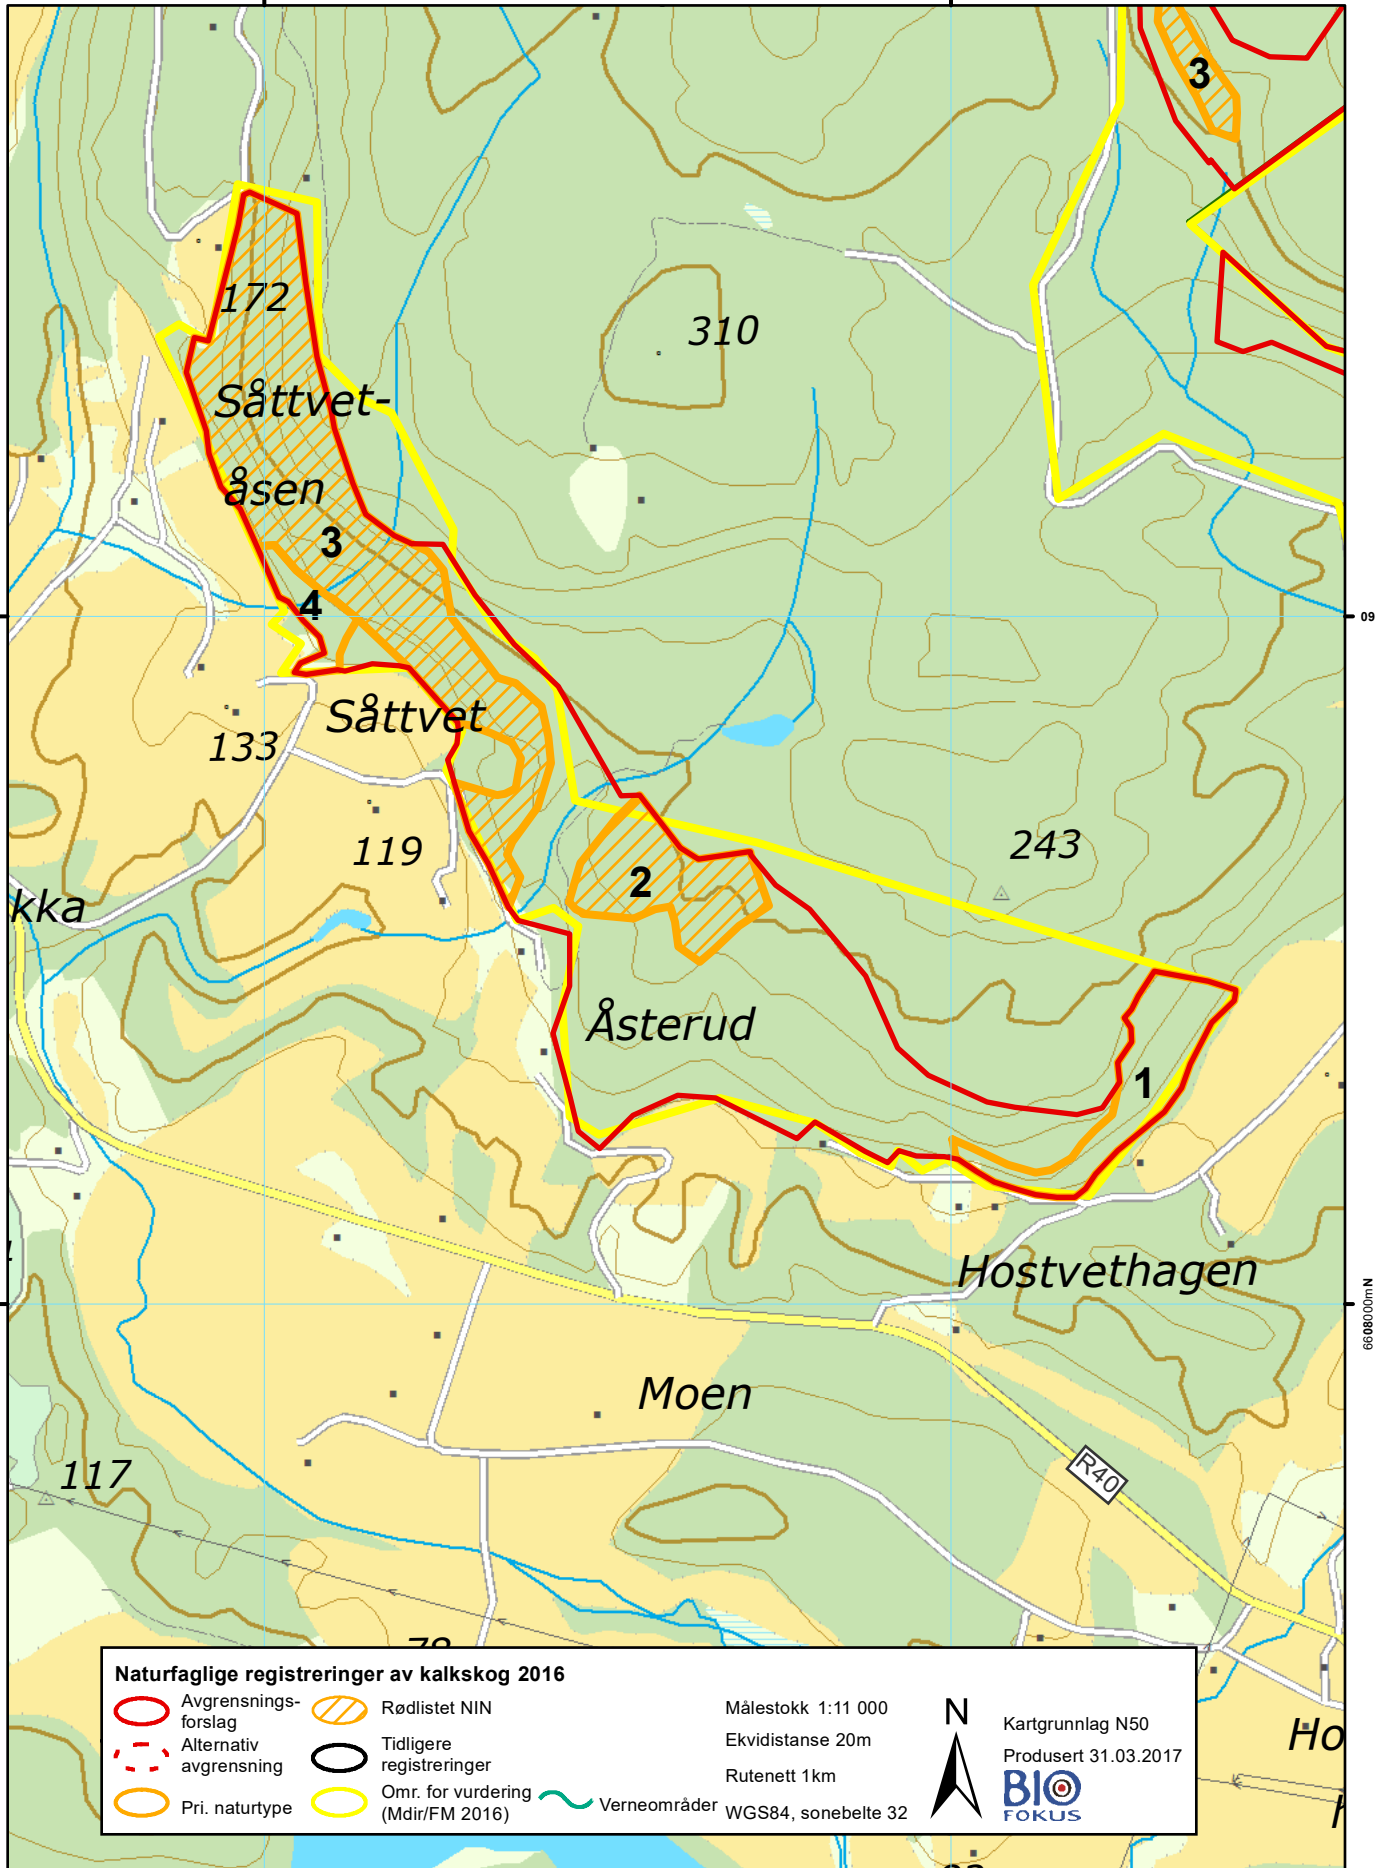 3
172
310
Såttvet-
åsen
3
4
09
Såttvet
133
119
243
2
kka
Åsterud
1
Hostvethagen
6608000mN
Moen
R40
117
78
Naturfaglige registreringer av kalkskog 2016
Avgrensnings-
forslag
Rødlistet NIN
Alternativ
avgrensning
Tidligere
registreringer
Pri. naturtype
Omr. for vurdering
(Mdir/FM 2016)
Verneområder
Målestokk 1:11 000
Ekvidistanse 20m
Rutenett 1km
WGS84, sonebelte 32
N
Kartgrunnlag N50
Produsert 31.03.2017
BIO
FOKUS
Ho